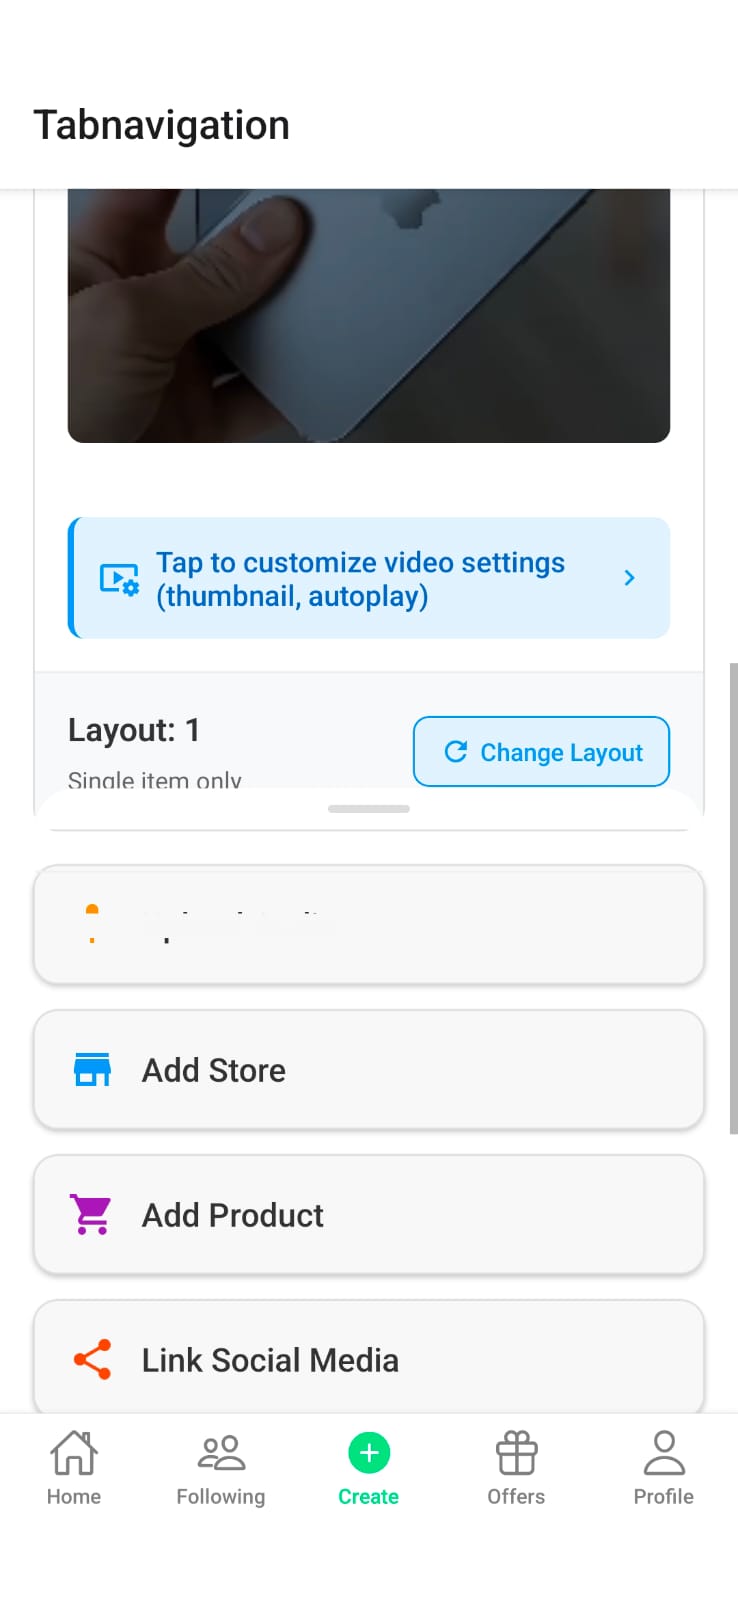 Tabnavigation
Tap to customize video settings
(thumbnail, autoplay)
Layout: 1
Single item only
Change Layout
Add Store
Add Product
Link Social Media
Home
Following
Create
Offers
Profile